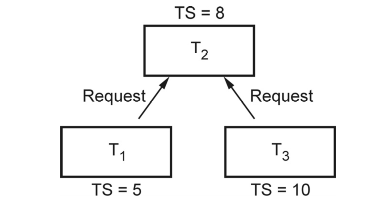 TS = 8
T2
Request Request
T1 T3
TS = 5 TS = 10